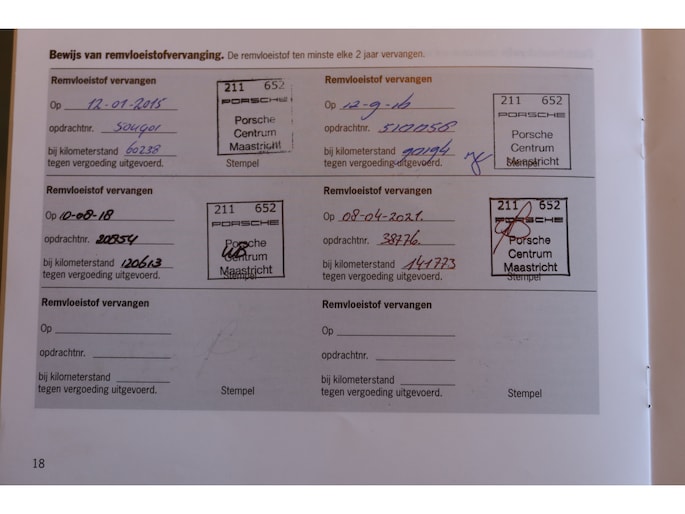 Bewijs van remvloeistofvervanging. De remvloeistof ten minste elke 2 jaar vervangen.
Remvloeistof vervangen
Op 12-01-2015
opdrachtnr.
bij kilometerstand 60238
tegen vergoeding uitgevoerd.
211 652
PORSCHE
Porsche
Centrum
Maastricht
Stempel
Remvloeistof vervangen
Op 12-9-16
opdrachtnr. 5100058
bij kilometerstand 90194
tegen vergoeding uitgevoerd.
211 652
PORSCHE
Porsche
Centrum
Maastricht
Stempel
Remvloeistof vervangen
Op 10-08-18
opdrachtnr. 20854
bij kilometerstand 120613
tegen vergoeding uitgevoerd.
211 652
PORSCHE
Porsche
Centrum
Maastricht
Stempel
Remvloeistof vervangen
Op 08-04-2021.
opdrachtnr. 38776.
bij kilometerstand 141773
tegen vergoeding uitgevoerd.
211 652
PORSCHE
Porsche
Centrum
Maastricht
Stempel
Remvloeistof vervangen
Op
opdrachtnr.
bij kilometerstand
tegen vergoeding uitgevoerd.
Stempel
Remvloeistof vervangen
Op
opdrachtnr.
bij kilometerstand
tegen vergoeding uitgevoerd.
Stempel
18